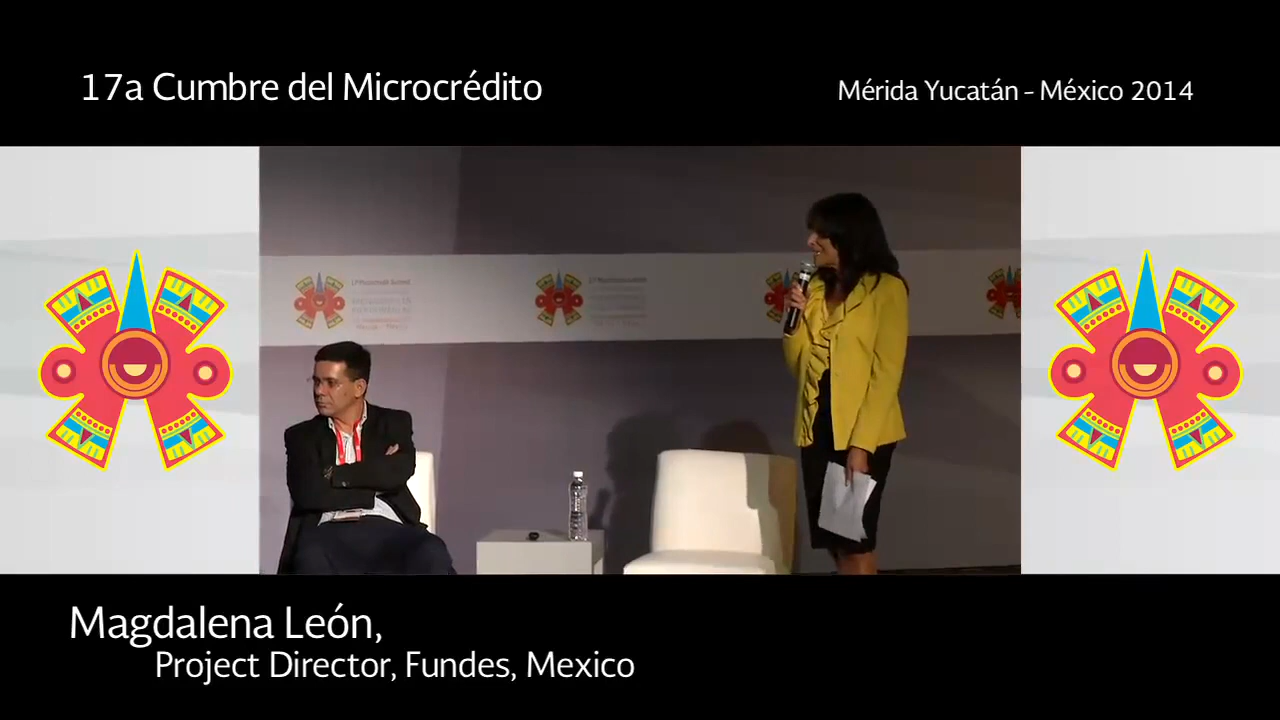 17a Cumbre del Microcrédito
Mérida Yucatán - México 2014
Magdalena León,
Project Director, Fundes, Mexico